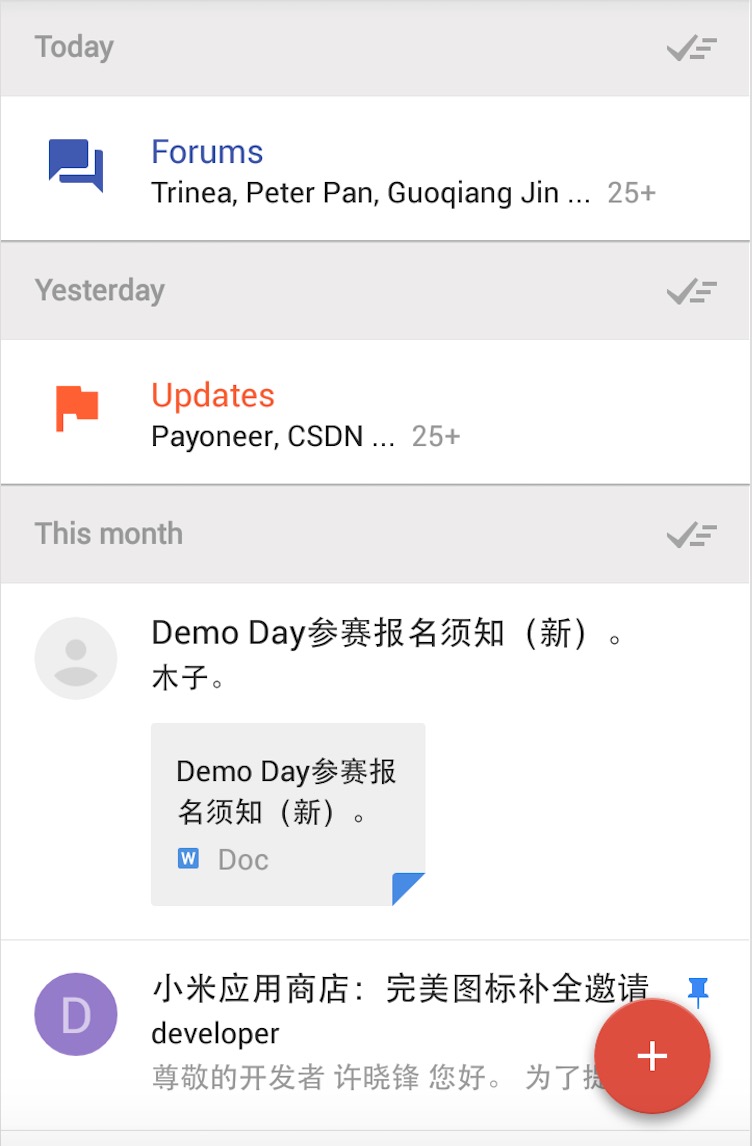 Today
Forums
Trinea, Peter Pan, Guoqiang Jin ... 25+
Yesterday
Updates
Payoneer, CSDN ... 25+
This month
Demo Day参赛报名须知（新）。
木子。
Demo Day参赛报
名须知（新）。
W Doc
D
小米应用商店：完美图标补全邀请
developer
尊敬的开发者 许晓锋 您好。 为了提